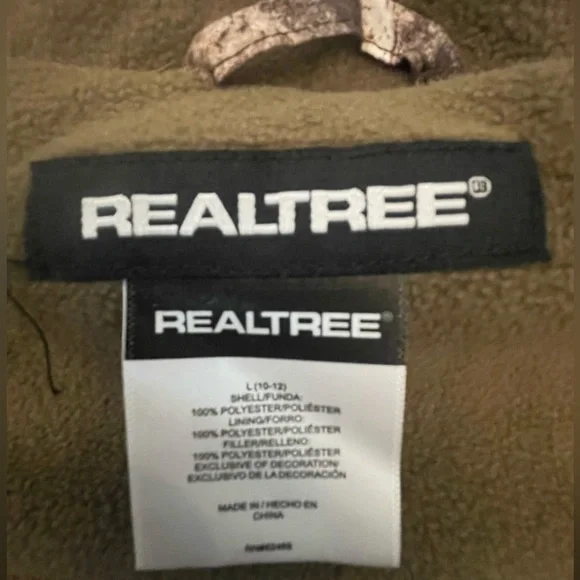 REALTREE®
REALTREE®
L (10-12)
SHELL/FUNDA:
100% POLYESTER/POLIÉSTER
LINING/FORRO:
100% POLYESTER/POLIÉSTER
FILLER/RELLENO:
100% POLYESTER/POLIÉSTER
EXCLUSIVE OF DECORATION/
EXCLUSIVO DE LA DECORACIÓN
MADE IN / HECHO EN
CHINA